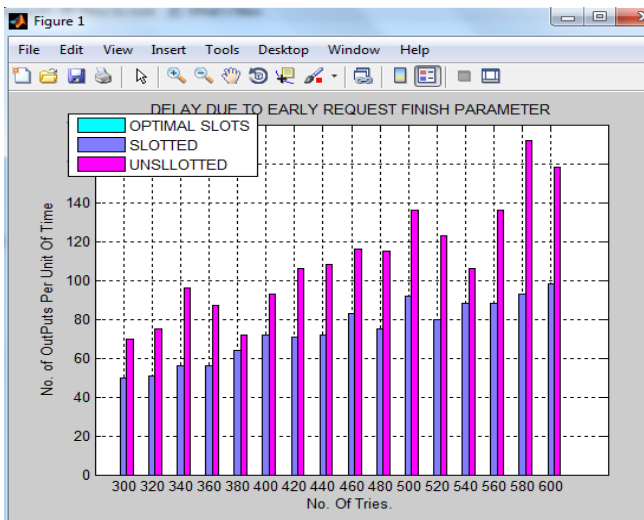 Figure 1
File Edit View Insert Tools Desktop Window Help
DELAY DUE TO EARLY REQUEST FINISH PARAMETER
OPTIMAL SLOTS
SLOTTED
UNSLLOTTED
No. of OutPuts Per Unit Of Time
140
120
100
80
60
40
20
0
300 320 340 360 380 400 420 440 460 480 500 520 540 560 580 600
No. Of Tries.